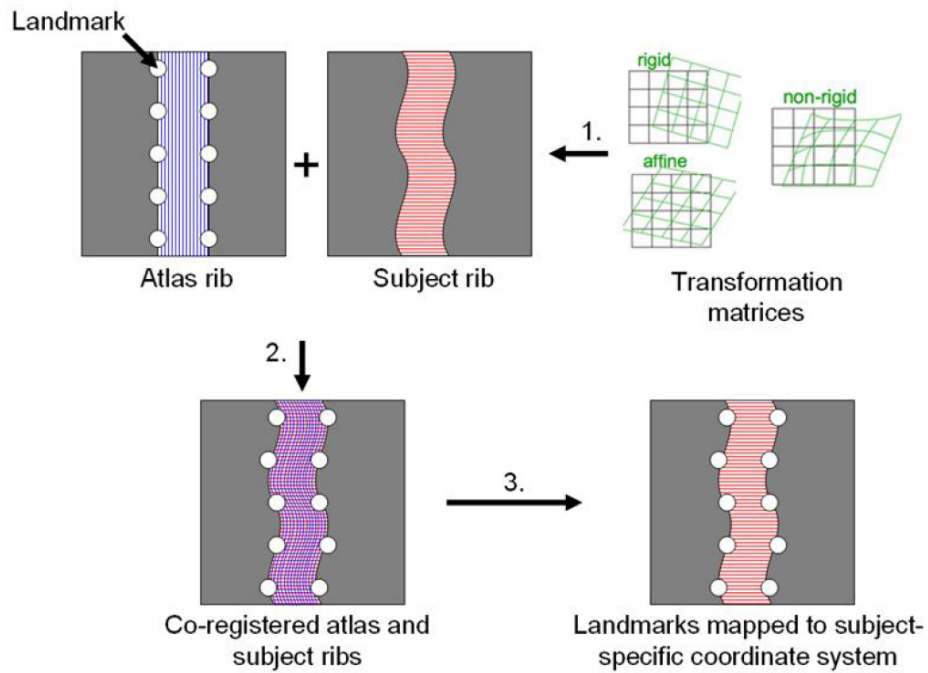 Landmark
rigid
non-rigid
affine
1.
+
Atlas rib
Subject rib
Transformation
matrices
2.
3.
Co-registered atlas and
subject ribs
Landmarks mapped to subject-
specific coordinate system